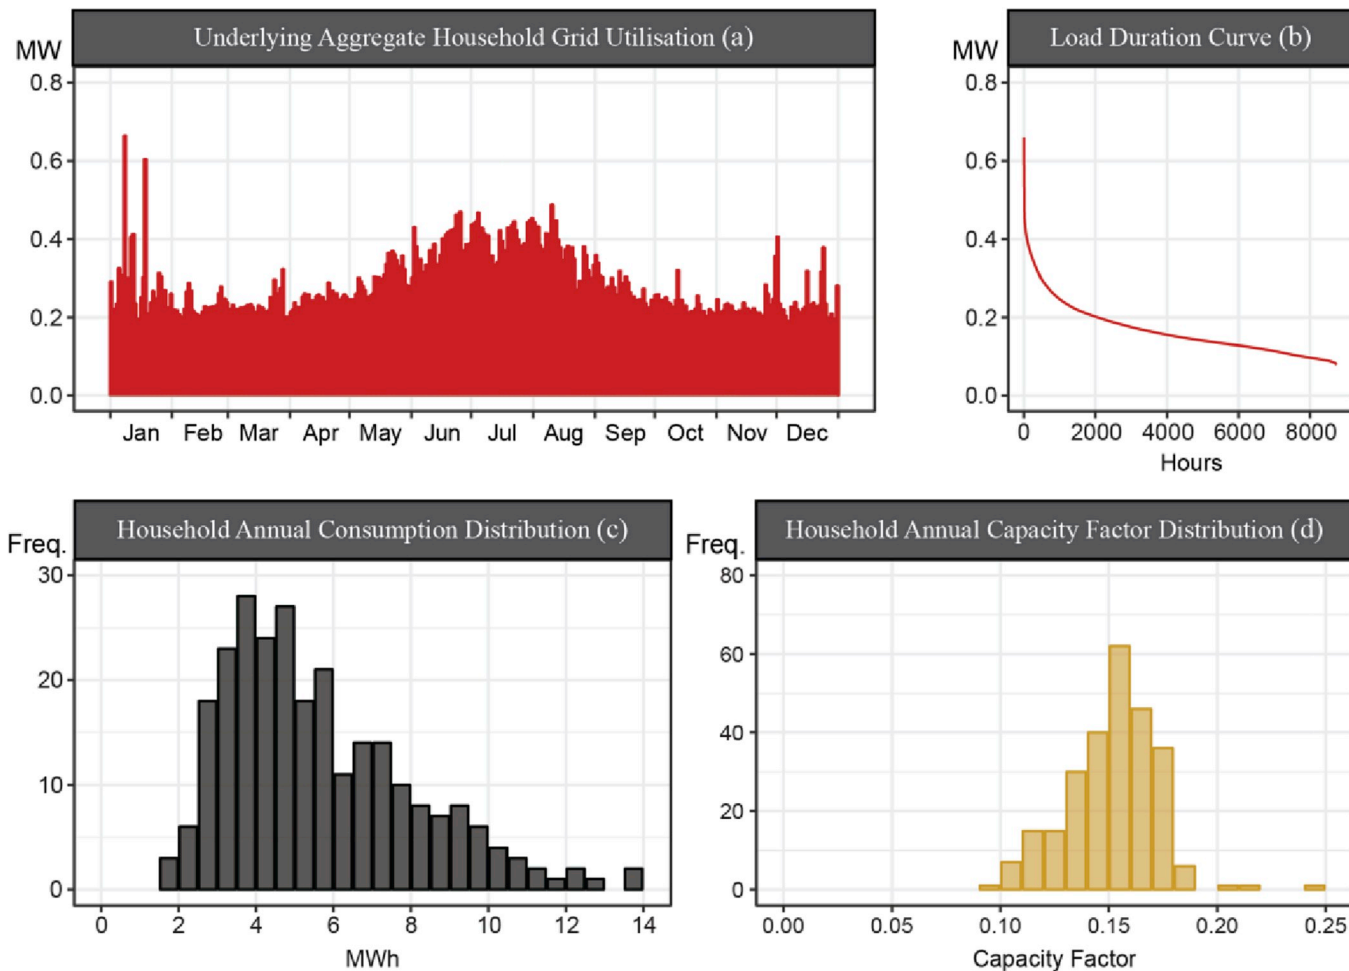 Underlying Aggregate Household Grid Utilisation (a)
MW
0.8
0.6
0.4
0.2
0.0
Jan Feb Mar Apr May Jun Jul Aug Sep Oct Nov Dec
Load Duration Curve (b)
MW
0.8
0.6
0.4
0.2
0.0
0 2000 4000 6000 8000
Hours
Household Annual Consumption Distribution (c)
Freq.
30
20
10
0
0 2 4 6 8 10 12 14
MWh
Household Annual Capacity Factor Distribution (d)
Freq.
80
60
40
20
0
0.00 0.05 0.10 0.15 0.20 0.25
Capacity Factor